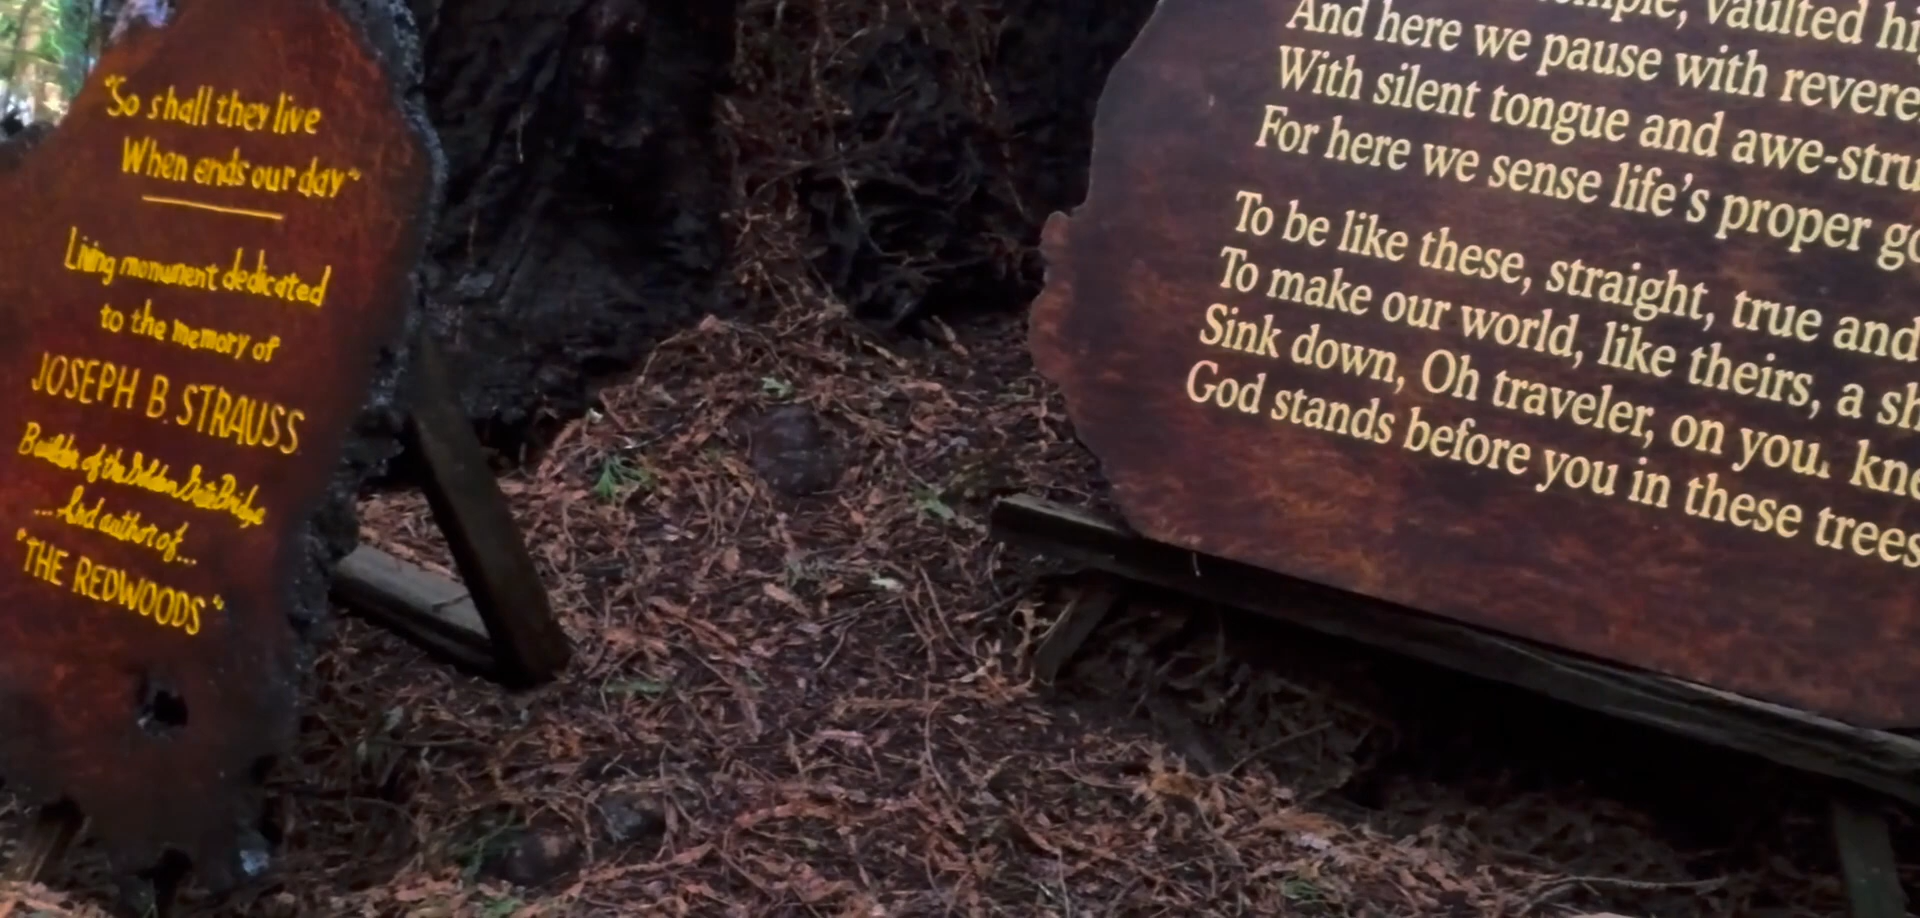 "So shall they live
When ends our day"
Living monument dedicated
to the memory of
JOSEPH B. STRAUSS
Builder of the Golden Gate Bridge
...And author of...
"THE REDWOODS"
vaulted
And here we pause with
With silent tongue and
For here we sense life's proper
To be like these, straight, true and
To make our world, like theirs, a
Sink down, Oh traveler, on
God stands before you in these trees